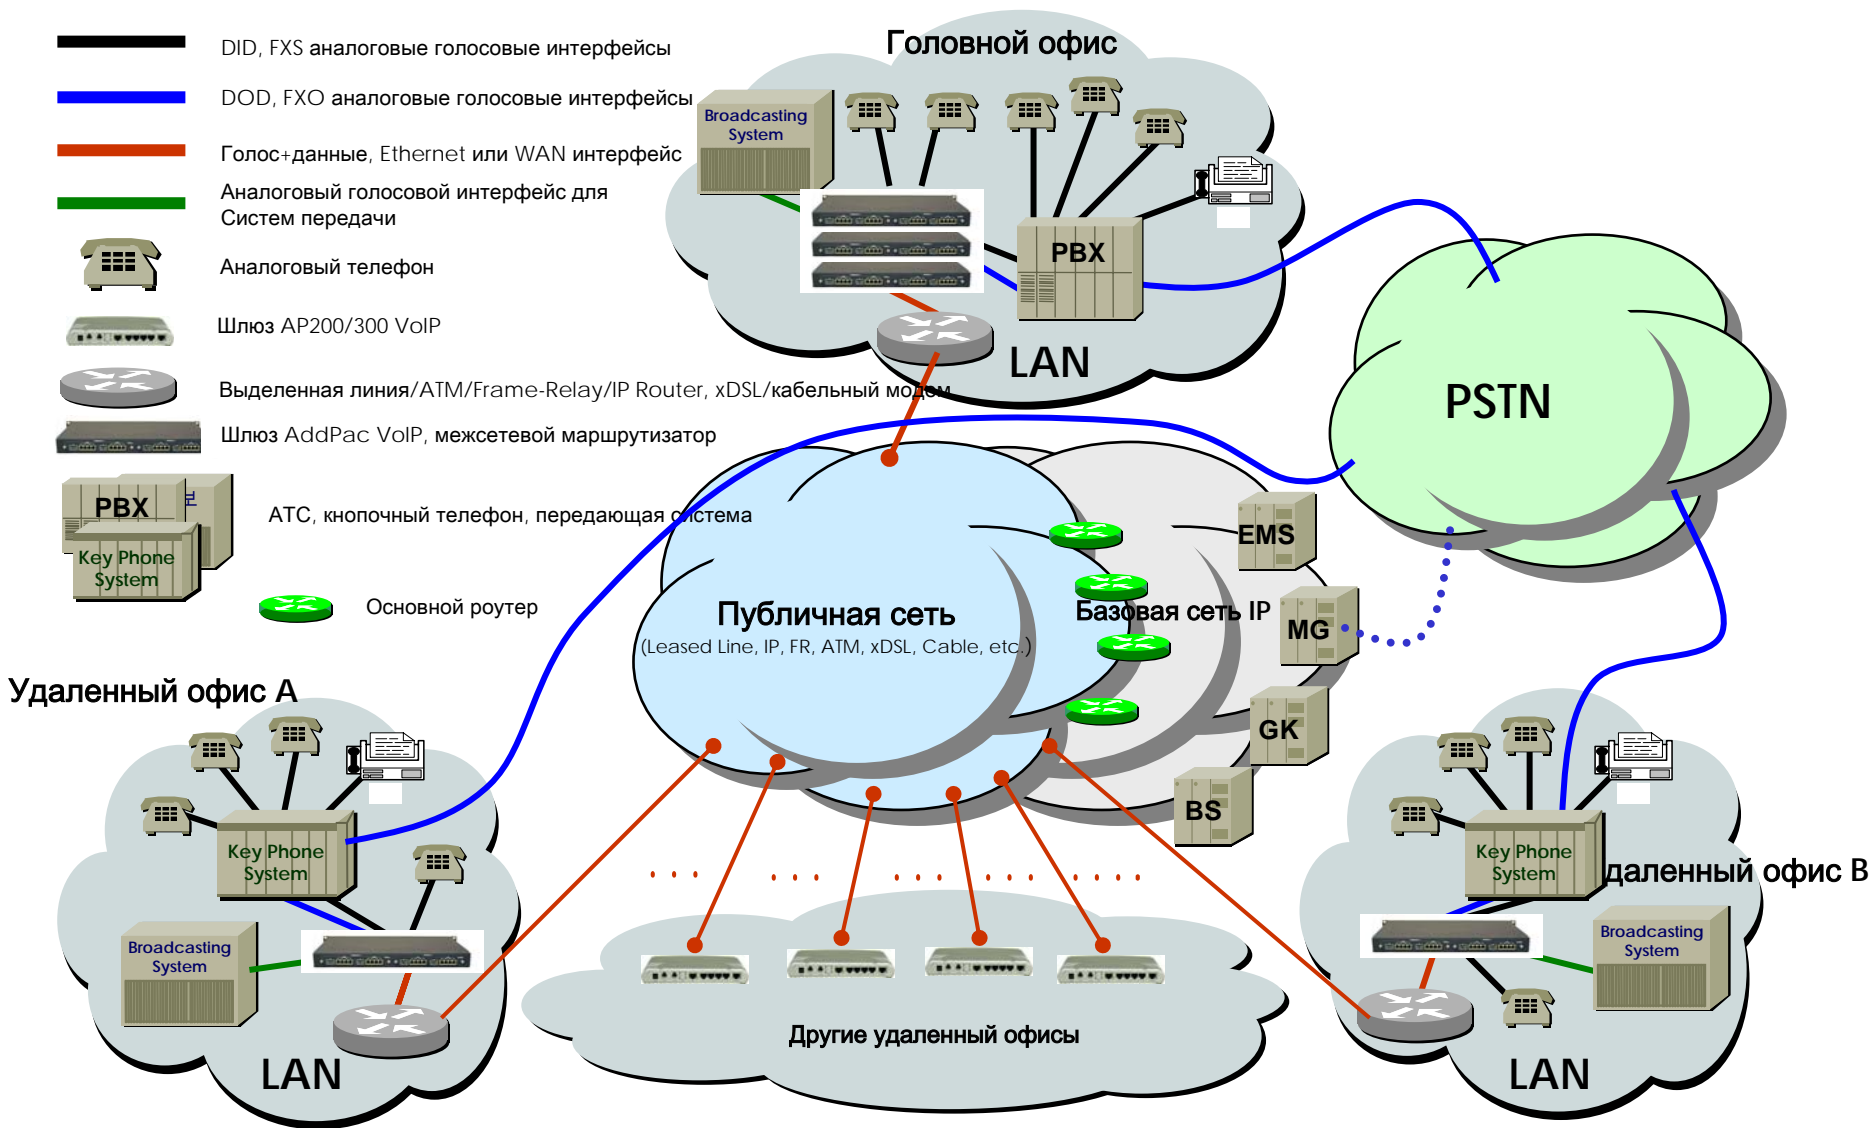 DID, FXS аналоговые голосовые интерфейсы
DOD, FXO аналоговые голосовые интерфейсы
Голос+данные, Ethernet или WAN интерфейс
Аналоговый голосовой интерфейс для
Систем передачи
Аналоговый телефон
Шлюз AP200/300 VoIP
Выделенная линия/ATM/Frame-Relay/IP Router, xDSL/кабельный модем
Шлюз AddPac VoIP, межсетевой маршрутизатор
PBX
Key Phone
System
АТС, кнопочный телефон, передающая система
Основной роутер
Головной офис
Broadcasting
System
PBX
LAN
PSTN
Публичная сеть
(Leased Line, IP, FR, ATM, xDSL, Cable, etc.)
Базовая сеть IP
EMS
MG
GK
BS
Удаленный офис A
Key Phone
System
Broadcasting
System
LAN
Другие удаленный офисы
Key Phone
System
даленный офис B
Broadcasting
System
LAN